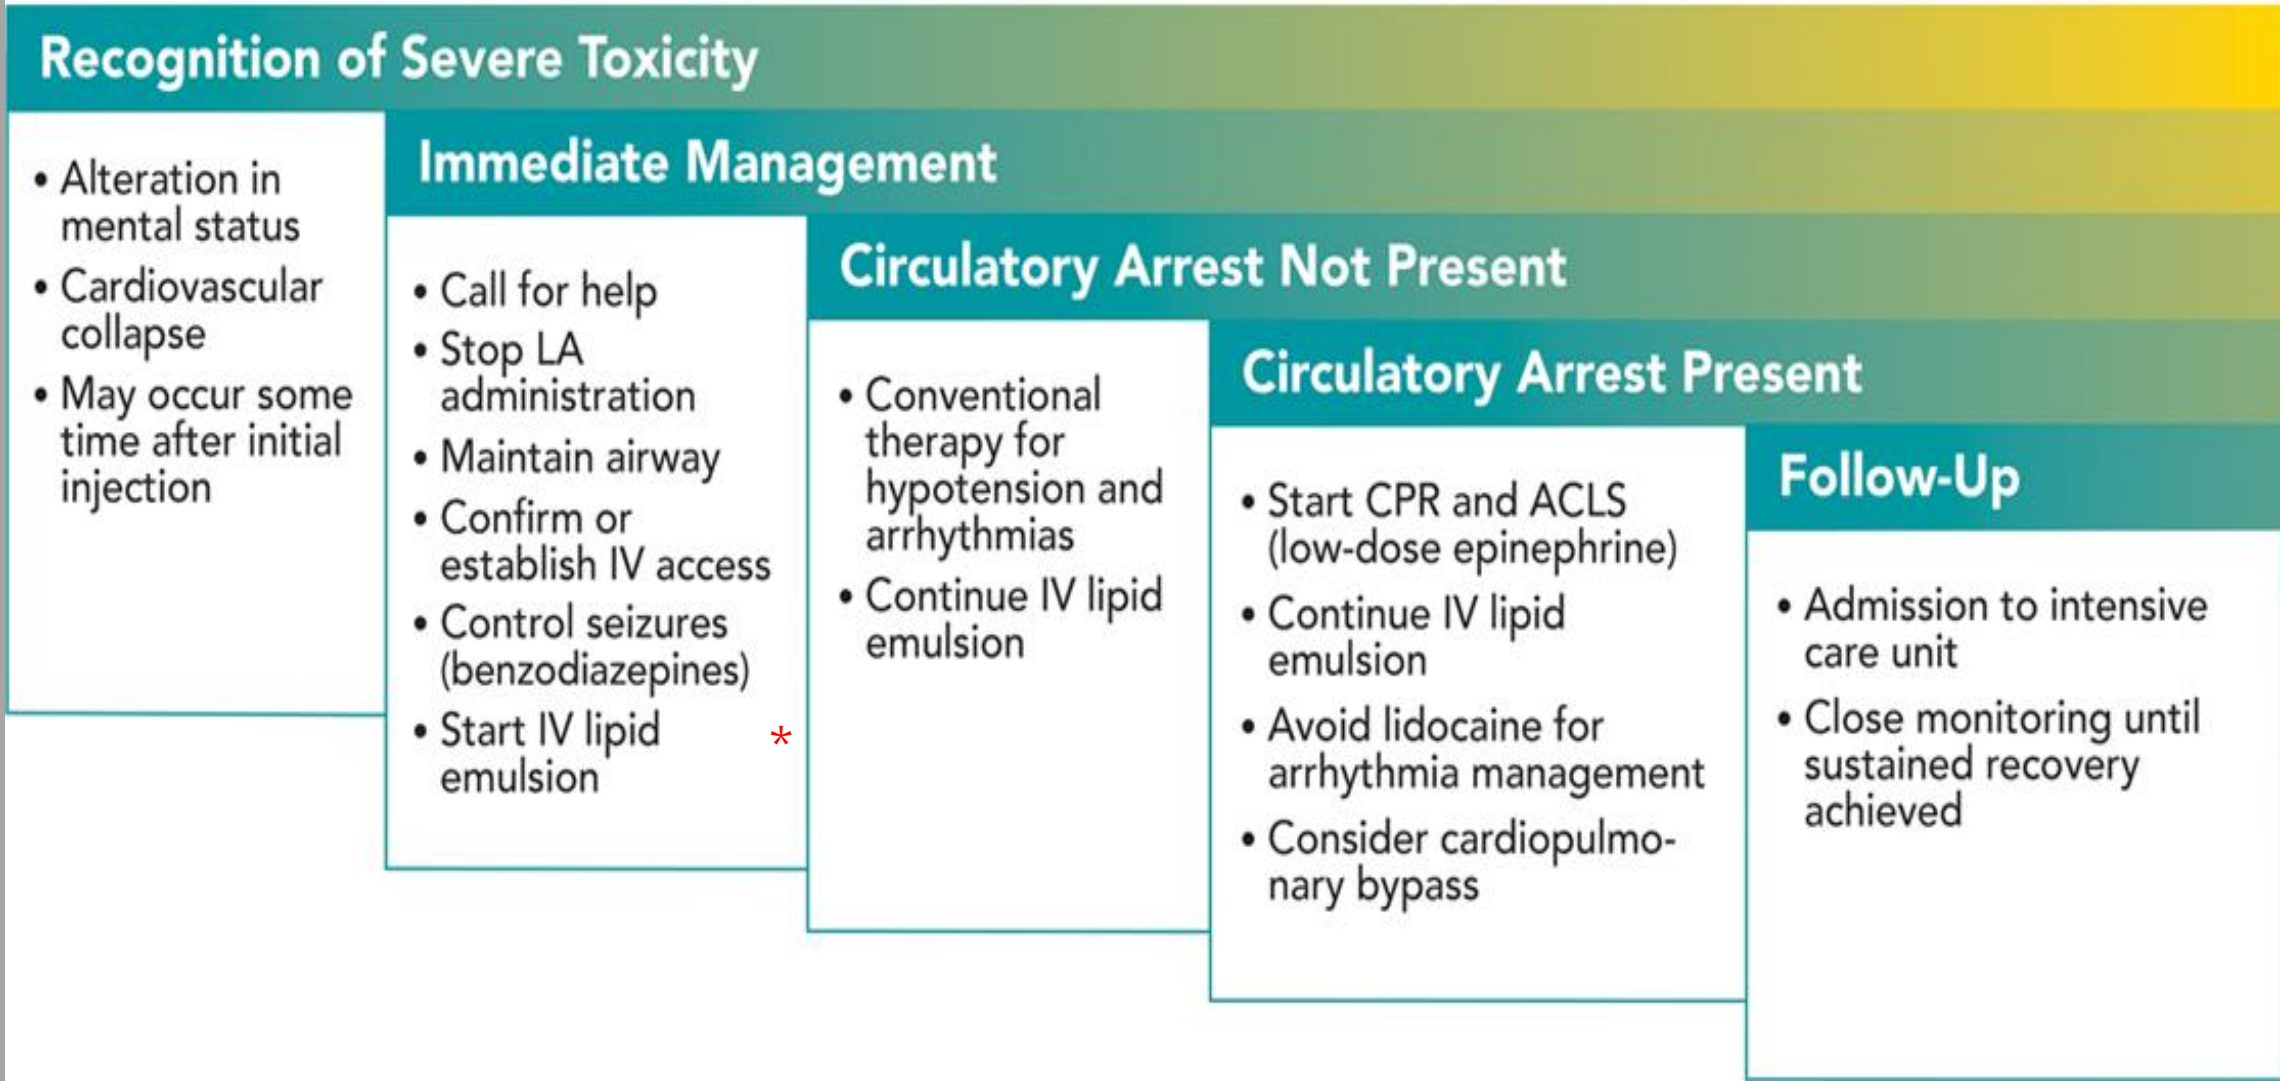 Recognition of Severe Toxicity
• Alteration in
mental status
• Cardiovascular
collapse
• May occur some
time after initial
injection
Immediate Management
• Call for help
• Stop LA
administration
• Maintain airway
• Confirm or
establish IV access
• Control seizures
(benzodiazepines)
• Start IV lipid *
emulsion
Circulatory Arrest Not Present
• Conventional
therapy for
hypotension and
arrhythmias
• Continue IV lipid
emulsion
Circulatory Arrest Present
• Start CPR and ACLS
(low-dose epinephrine)
• Continue IV lipid
emulsion
• Avoid lidocaine for
arrhythmia management
• Consider cardiopulmo-
nary bypass
Follow-Up
• Admission to intensive
care unit
• Close monitoring until
sustained recovery
achieved